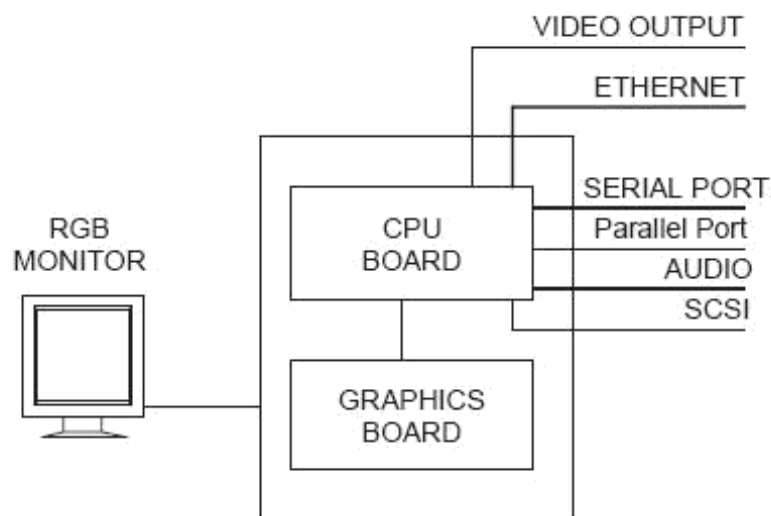 VIDEO OUTPUT
ETHERNET
SERIAL PORT
Parallel Port
AUDIO
SCSI
CPU
BOARD
RGB
MONITOR
GRAPHICS
BOARD